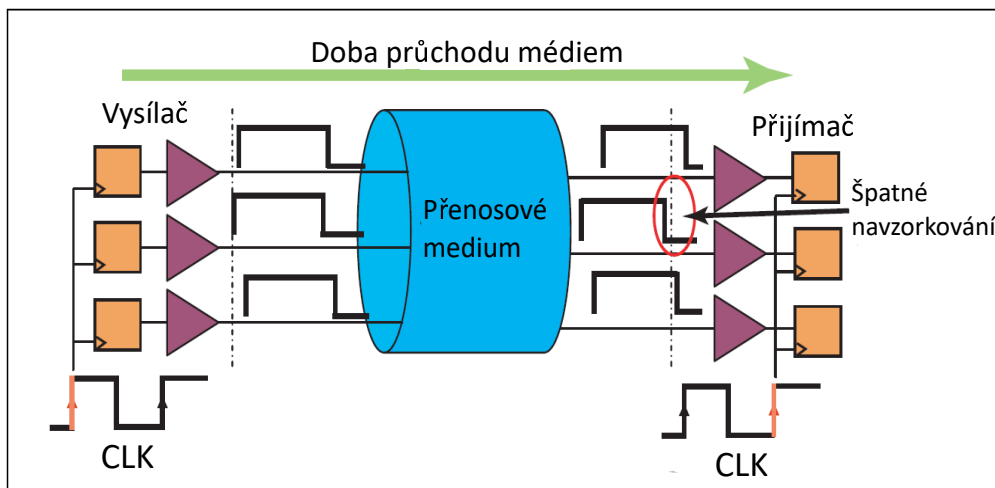 Doba průchodu médiem
Vysílač
Přijímač
Přenosové
medium
Špatné
navzorkování
CLK
CLK